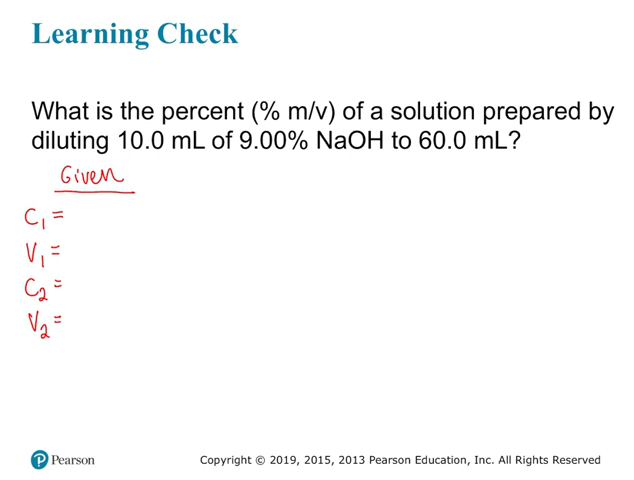 Learning Check
What is the percent (% m/v) of a solution prepared by
diluting 10.0 mL of 9.00% NaOH to 60.0 mL?
Given
C₁ =
V₁ =
C₂ =
V₂ =
Pearson
Copyright © 2019, 2015, 2013 Pearson Education, Inc. All Rights Reserved